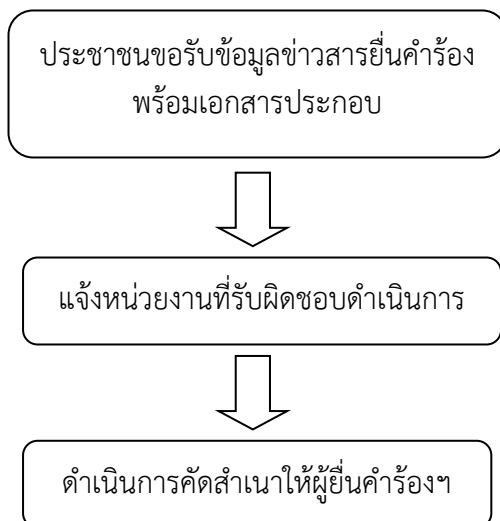 ประชาชนขอรับข้อมูลข่าวสารยื่นคำร้อง
พร้อมเอกสารประกอบ
แจ้งหน่วยงานที่รับผิดชอบดำเนินการ
ดำเนินการคัดสำเนาให้ผู้ยื่นคำร้องฯ